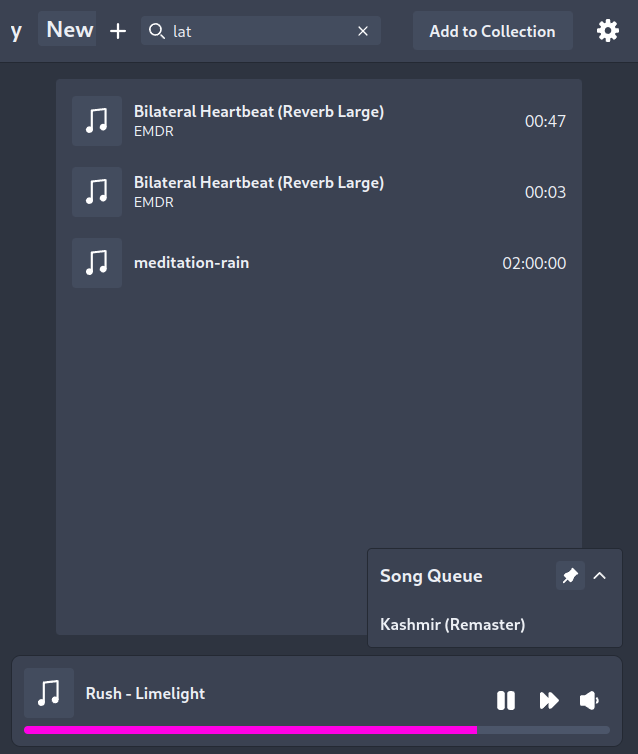 y New + lat Add to Collection
Bilateral Heartbeat (Reverb Large)
EMDR
00:47
Bilateral Heartbeat (Reverb Large)
EMDR
00:03
meditation-rain
02:00:00
Song Queue
Kashmir (Remaster)
Rush - Limelight